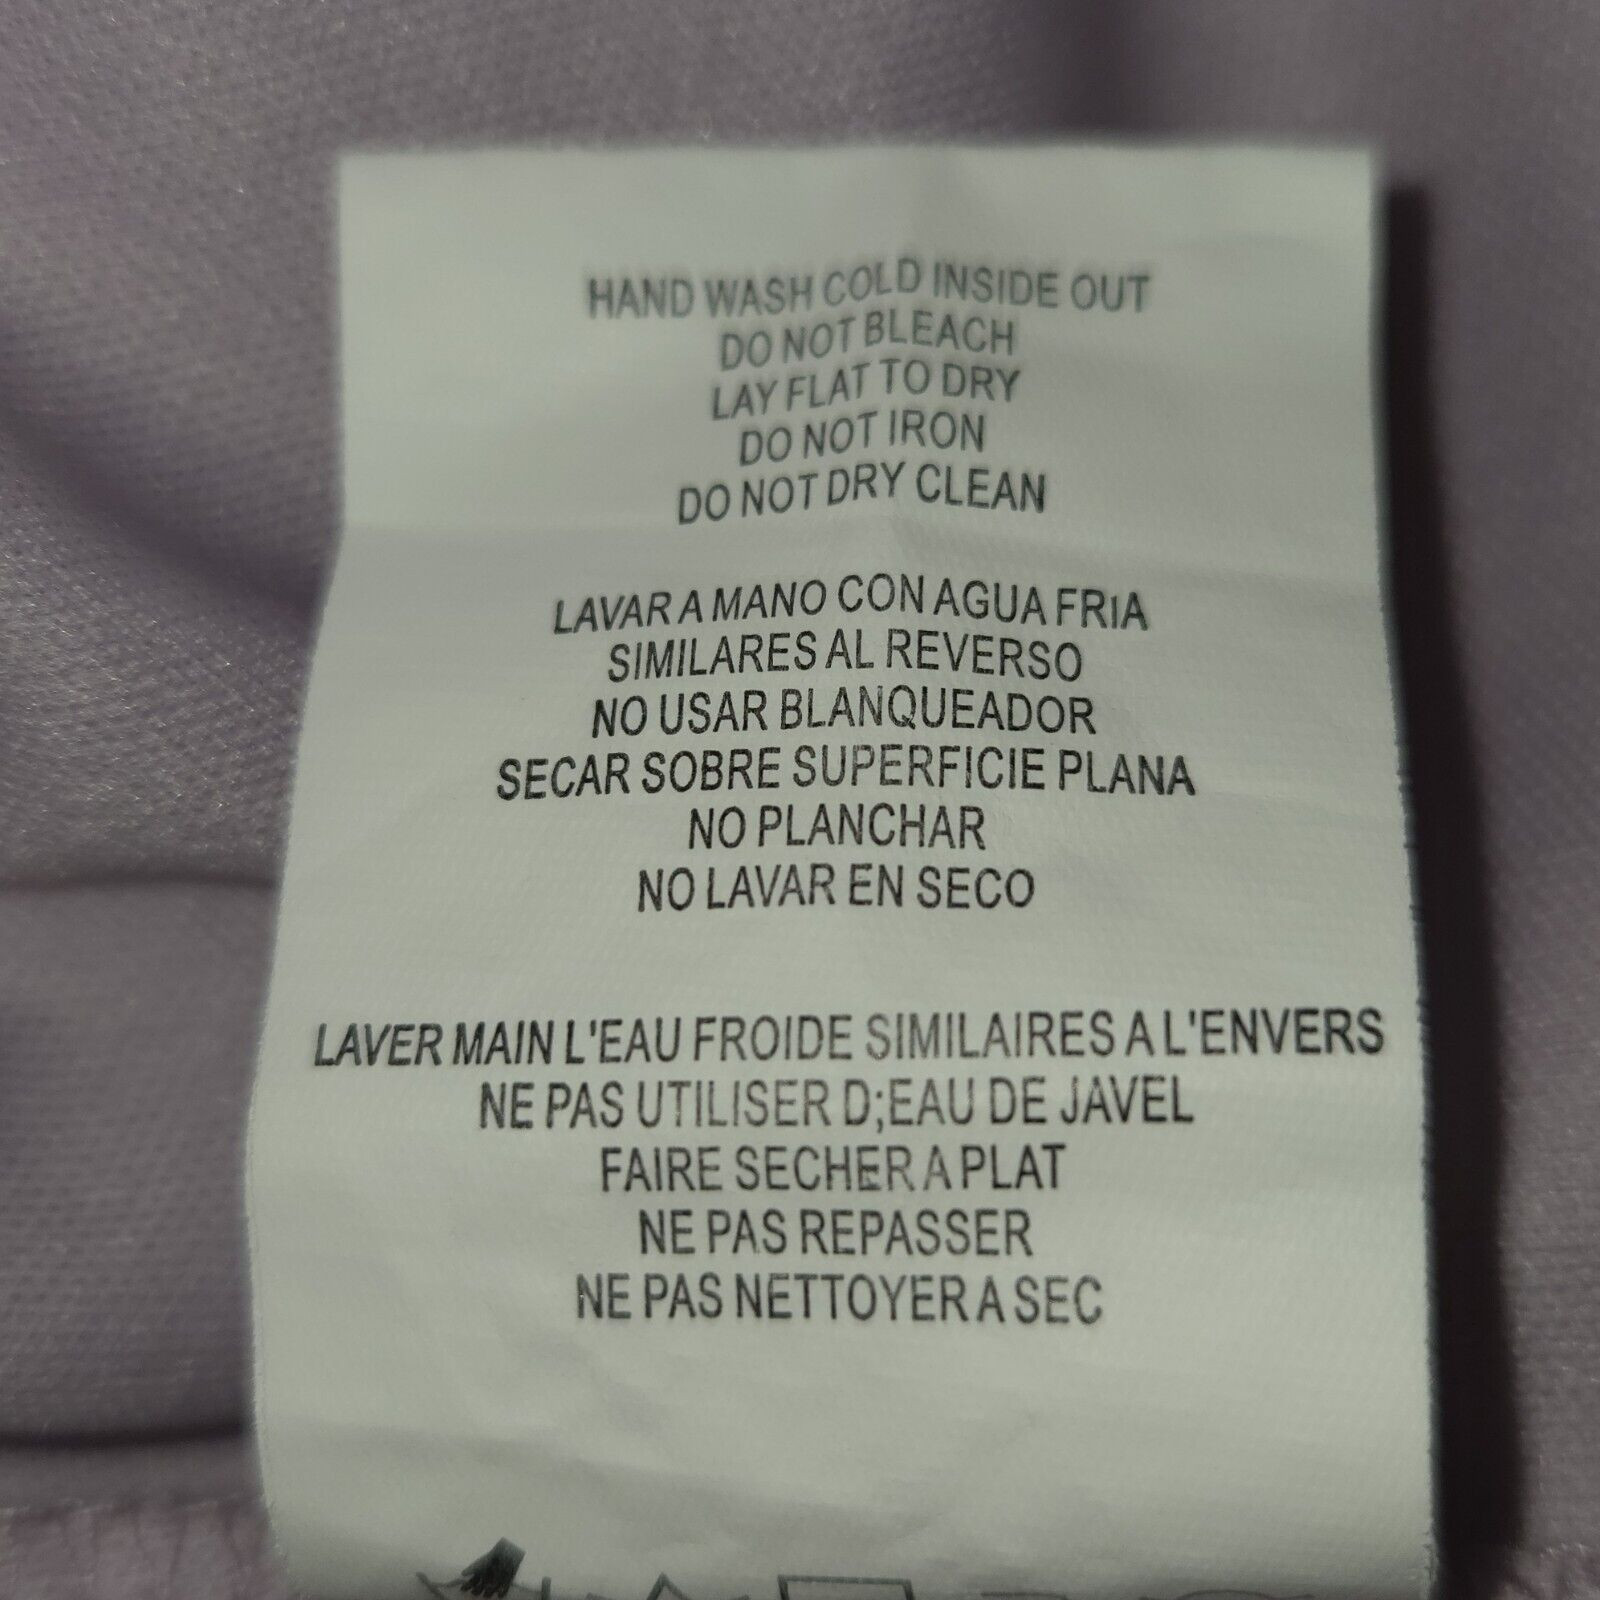 HAND WASH COLD INSIDE OUT
DO NOT BLEACH
LAY FLAT TO DRY
DO NOT IRON
DO NOT DRY CLEAN
LAVAR A MANO CON AGUA FRIA
SIMILARES AL REVERSO
NO USAR BLANQUEADOR
SECAR SOBRE SUPERFICIE PLANA
NO PLANCHAR
NO LAVAR EN SECO
LAVER MAIN L'EAU FROIDE SIMILAIRES A L'ENVERS
NE PAS UTILISER D;EAU DE JAVEL
FAIRE SECHER A PLAT
NE PAS REPASSER
NE PAS NETTOYER A SEC